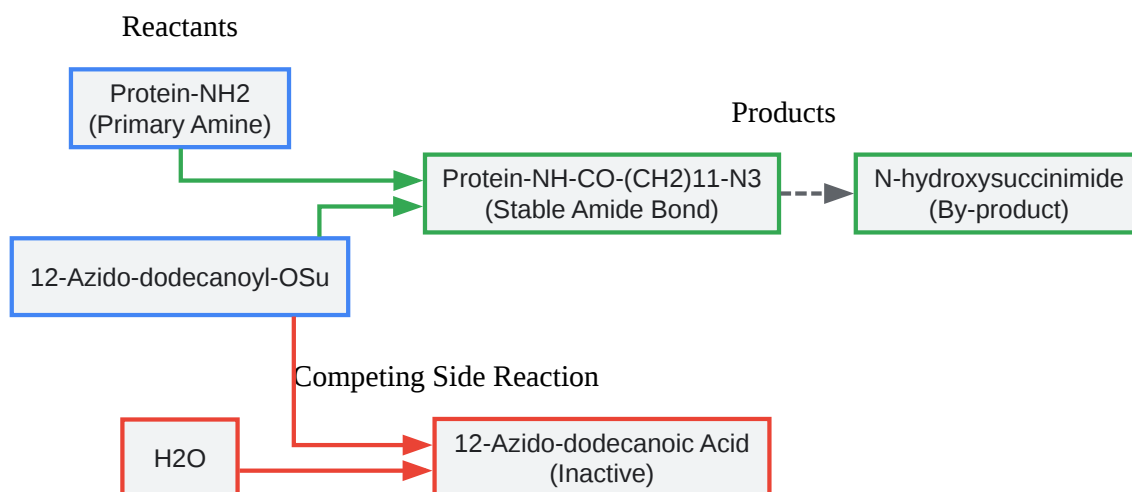 Reactants
Protein-NH2
(Primary Amine)
Products
Protein-NH-CO-(CH2)11-N3
(Stable Amide Bond)
N-hydroxysuccinimide
(By-product)
12-Azido-dodecanoyl-OSu
Competing Side Reaction
H2O
12-Azido-dodecanoic Acid
(Inactive)